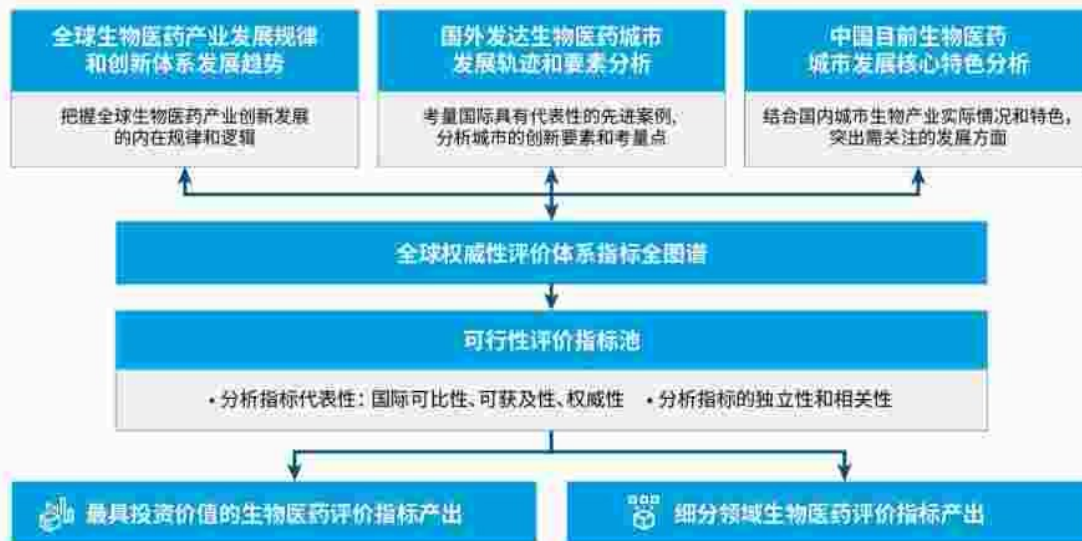 全球生物医药产业发展规律
和创新体系发展趋势
把握全球生物医药产业创新发展
的内在规律和逻辑
国外发达生物医药城市
发展轨迹和要素分析
考量国际具有代表性的先进案例,
分析城市的创新要素和考量点
中国目前生物医药
城市发展核心特色分析
结合国内城市生物产业实际情况和特色,
突出需关注的发展方面
全球权威性评价体系指标全图谱
可行性评价指标池
• 分析指标代表性：国际可比性、可获及性、权威性 • 分析指标的独立性和相关性
最具投资价值的生物医药评价指标产出
细分领域生物医药评价指标产出